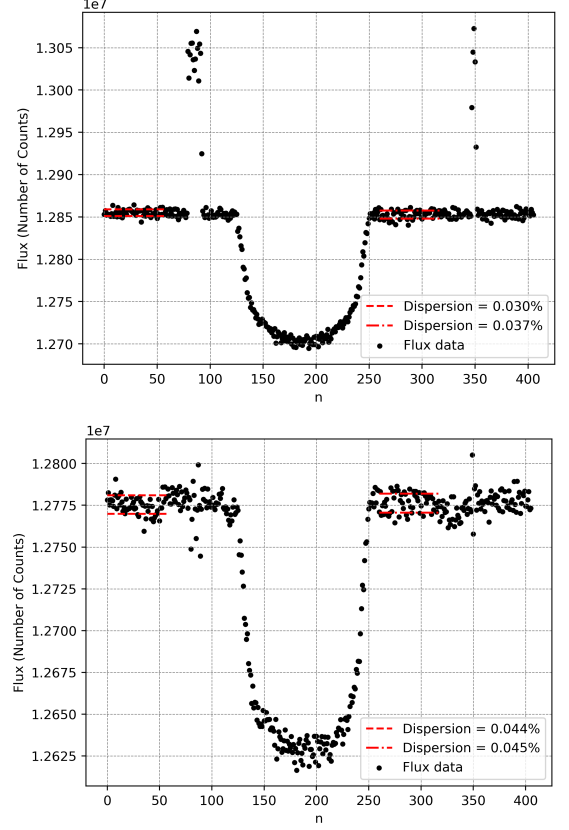 1e7
1.305
1.300
1.295
1.290
1.285
1.280
1.275
1.270
Flux (Number of Counts)
Dispersion = 0.030%
Dispersion = 0.037%
Flux data
0 50 100 150 200 250 300 350 400
n
1e7
1.2800
1.2775
1.2750
1.2725
1.2700
1.2675
1.2650
1.2625
Flux (Number of Counts)
Dispersion = 0.044%
Dispersion = 0.045%
Flux data
0 50 100 150 200 250 300 350 400
n